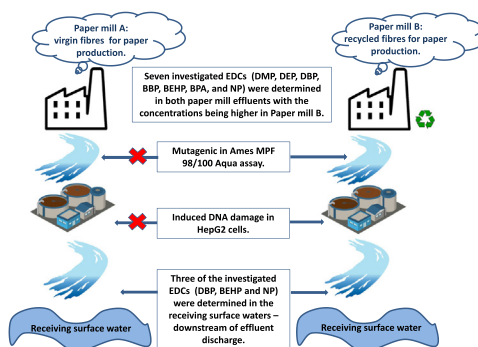 Paper mill A:
virgin fibres for paper
production.
Paper mill B:
recycled fibres for paper
production.
Seven investigated EDCs (DMP, DEP, DBP,
BBP, BEHP, BPA, and NP) were determined
in both paper mill effluents with the
concentrations being higher in Paper mill B.
Mutagenic in Ames MPF
98/100 Aqua assay.
Induced DNA damage in
HepG2 cells.
Three of the investigated
EDCs (DBP, BEHP and NP)
were determined in the
receiving surface waters –
downstream of effluent
discharge.
Receiving surface water
Receiving surface water